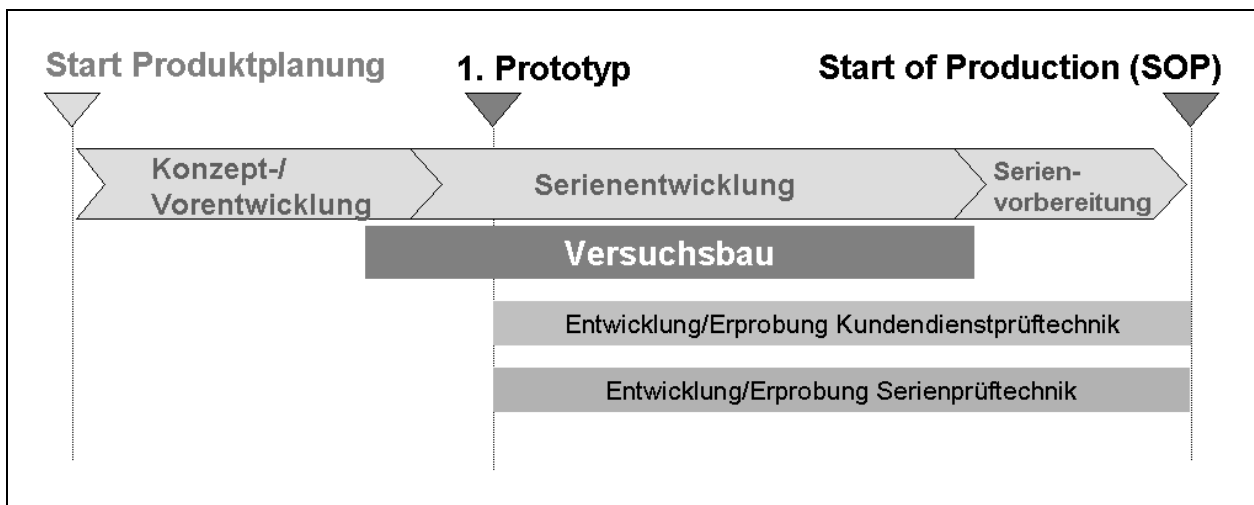 Start Produktplanung
1. Prototyp
Start of Production (SOP)
Konzept-/
Vorentwicklung
Serienentwicklung
Serien-
vorbereitung
Versuchsbau
Entwicklung/Erprobung Kundendienstprüftechnik
Entwicklung/Erprobung Serienprüftechnik